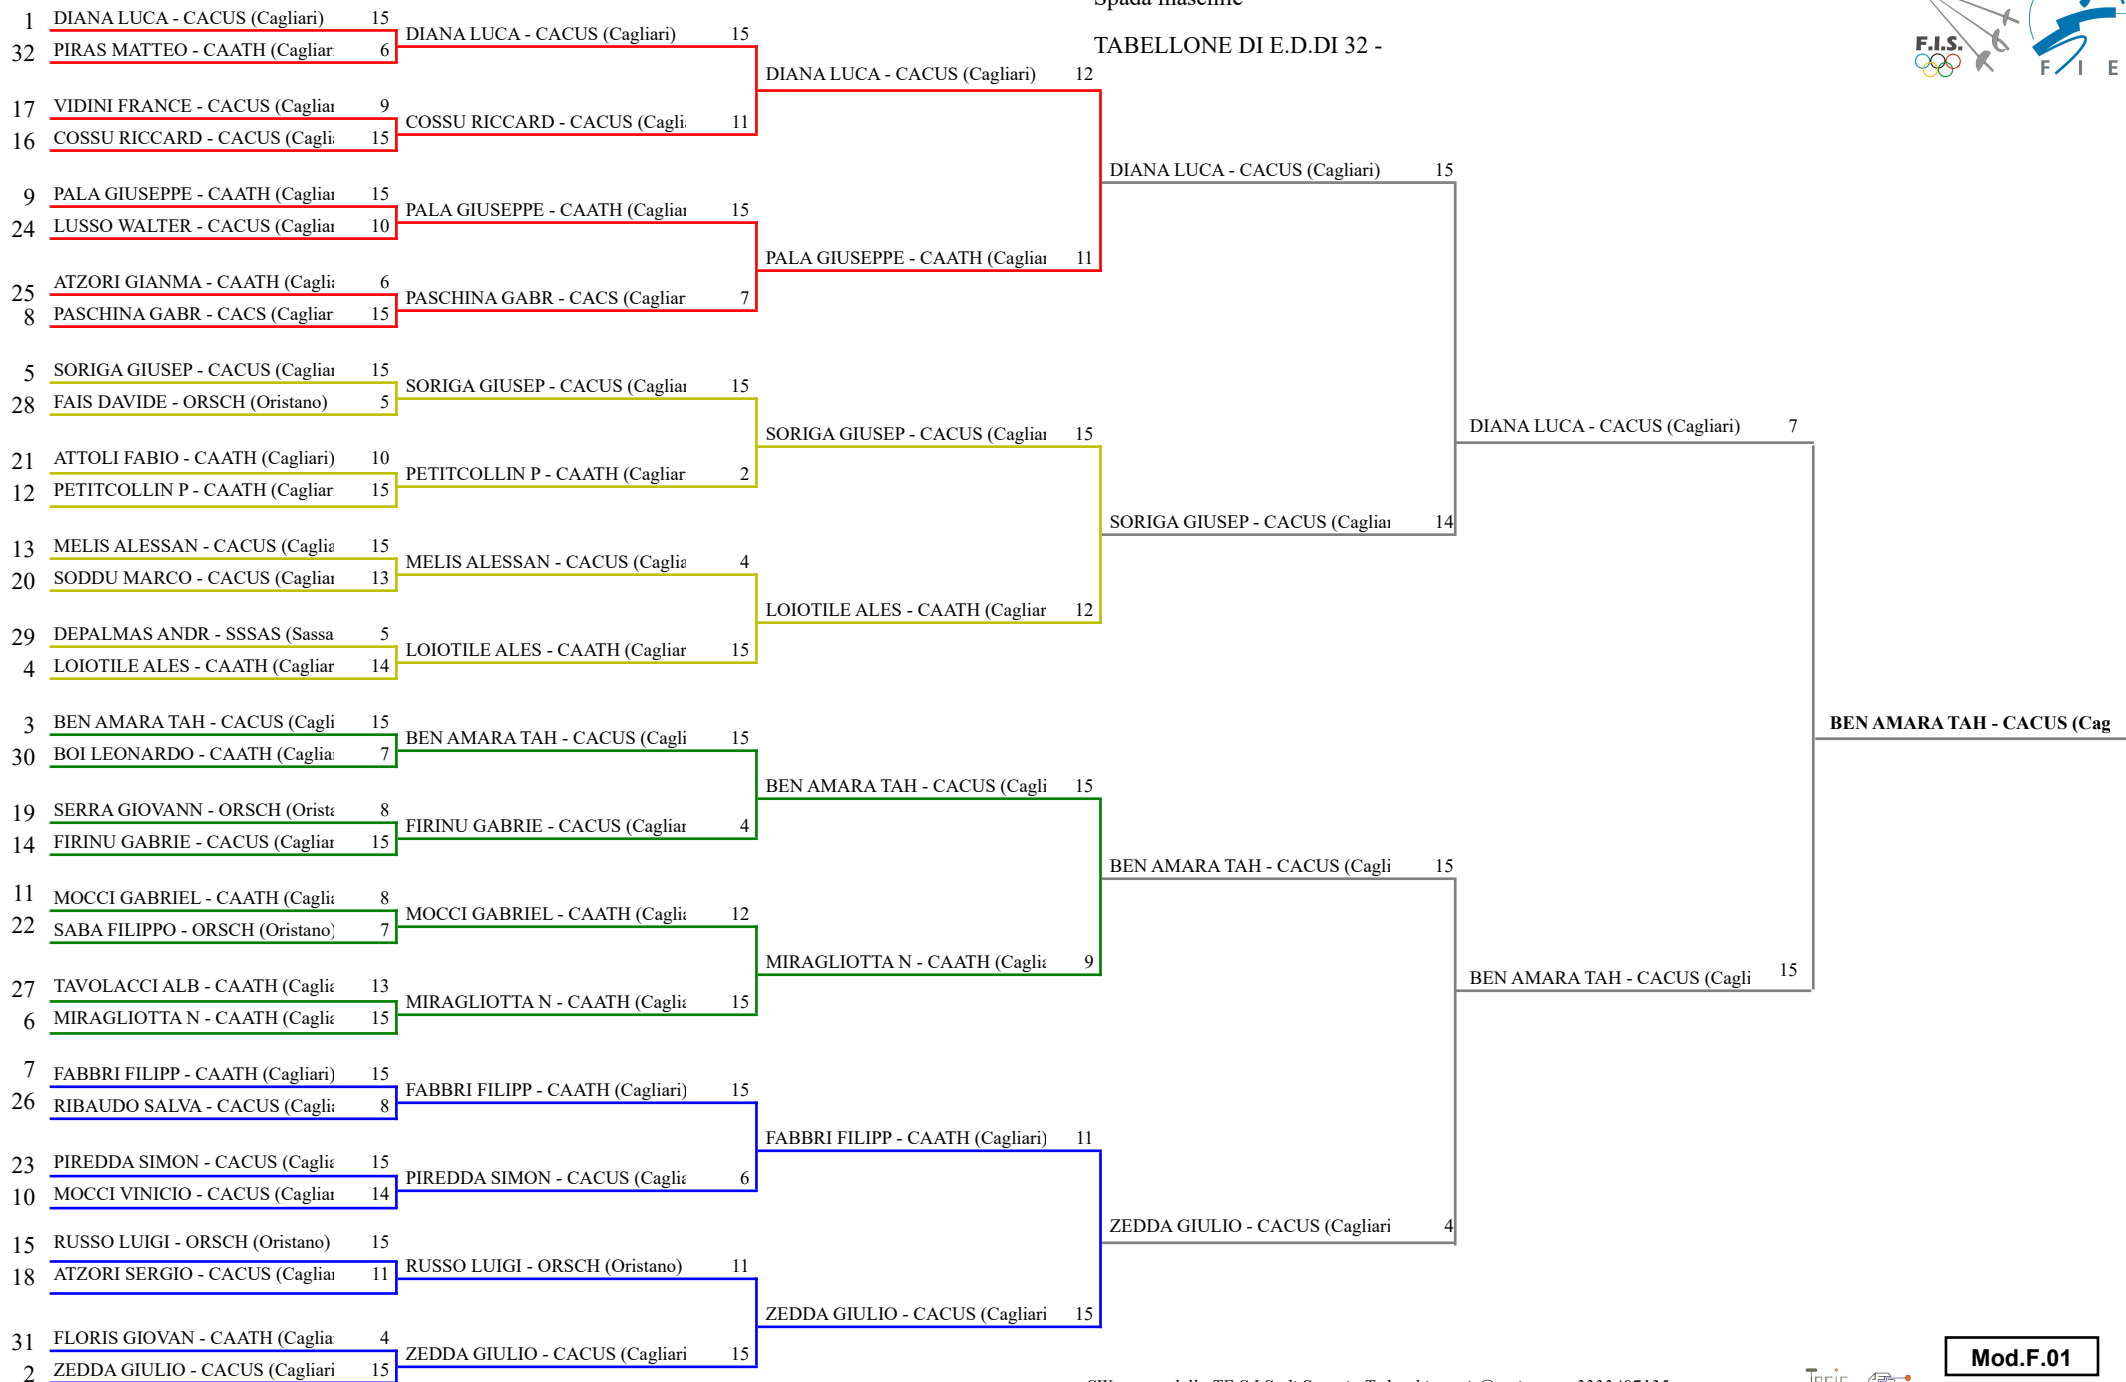 Spada maschile
TABELLONE DI E.D.DI 32 -
F.I.S.
F I E
1 DIANA LUCA - CACUS (Cagliari) 15
32 PIRAS MATTEO - CAATH (Cagliar 6
17 VIDINI FRANCE - CACUS (Cagliar 9
16 COSSU RICCARD - CACUS (Caglia 15
9 PALA GIUSEPPE - CAATH (Cagliar 15
24 LUSSO WALTER - CACUS (Cagliar 10
25 ATZORI GIANMA - CAATH (Caglia 6
8 PASCHINA GABR - CACS (Cagliar 15
5 SORIGA GIUSEP - CACUS (Cagliar 15
28 FAIS DAVIDE - ORSCH (Oristano) 5
21 ATTOLI FABIO - CAATH (Cagliari) 10
12 PETITCOLLIN P - CAATH (Cagliar 15
13 MELIS ALESSAN - CACUS (Caglia 15
20 SODDU MARCO - CACUS (Cagliar 13
29 DEPALMAS ANDR - SSSAS (Sassa 5
4 LOIOTILE ALES - CAATH (Cagliar 14
3 BEN AMARA TAH - CACUS (Cagli 15
30 BOI LEONARDO - CAATH (Cagliar 7
19 SERRA GIOVANN - ORSCH (Orista 8
14 FIRINU GABRIE - CACUS (Cagliar 15
11 MOCCI GABRIEL - CAATH (Caglia 8
22 SABA FILIPPO - ORSCH (Oristano) 7
27 TAVOLACCI ALB - CAATH (Caglia 13
6 MIRAGLIOTTA N - CAATH (Caglia 15
7 FABBRI FILIPP - CAATH (Cagliari) 15
26 RIBAUDO SALVA - CACUS (Caglia 8
23 PIREDDA SIMON - CACUS (Caglia 15
10 MOCCI VINICIO - CACUS (Cagliar 14
15 RUSSO LUIGI - ORSCH (Oristano) 15
18 ATZORI SERGIO - CACUS (Cagliar 11
31 FLORIS GIOVAN - CAATH (Caglia 4
2 ZEDDA GIULIO - CACUS (Cagliari 15
DIANA LUCA - CACUS (Cagliari) 15
COSSU RICCARD - CACUS (Caglia 11
PALA GIUSEPPE - CAATH (Cagliar 15
PASCHINA GABR - CACS (Cagliar 7
SORIGA GIUSEP - CACUS (Cagliar 15
PETITCOLLIN P - CAATH (Cagliar 2
MELIS ALESSAN - CACUS (Caglia 4
LOIOTILE ALES - CAATH (Cagliar 15
BEN AMARA TAH - CACUS (Cagli 15
FIRINU GABRIE - CACUS (Cagliar 4
MOCCI GABRIEL - CAATH (Caglia 12
MIRAGLIOTTA N - CAATH (Caglia 15
FABBRI FILIPP - CAATH (Cagliari) 15
PIREDDA SIMON - CACUS (Caglia 6
RUSSO LUIGI - ORSCH (Oristano) 11
ZEDDA GIULIO - CACUS (Cagliari 15
DIANA LUCA - CACUS (Cagliari) 12
PALA GIUSEPPE - CAATH (Cagliar 11
SORIGA GIUSEP - CACUS (Cagliar 15
LOIOTILE ALES - CAATH (Cagliar 12
BEN AMARA TAH - CACUS (Cagli 15
MIRAGLIOTTA N - CAATH (Caglia 9
FABBRI FILIPP - CAATH (Cagliari) 11
ZEDDA GIULIO - CACUS (Cagliari 15
DIANA LUCA - CACUS (Cagliari) 15
SORIGA GIUSEP - CACUS (Cagliar 14
BEN AMARA TAH - CACUS (Cagli 15
ZEDDA GIULIO - CACUS (Cagliari 4
DIANA LUCA - CACUS (Cagliari) 7
BEN AMARA TAH - CACUS (Cagli 15
BEN AMARA TAH - CACUS (Cag
Mod.F.01